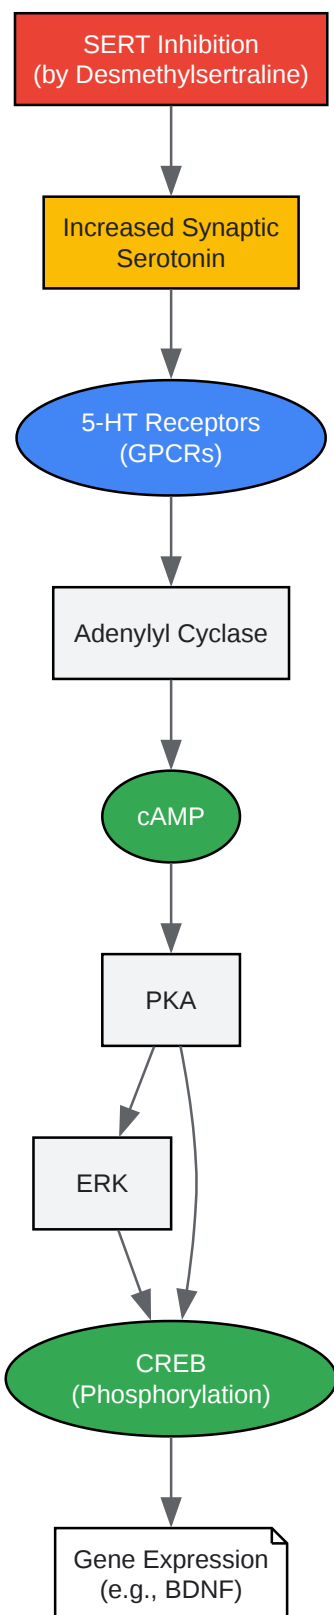 SERT Inhibition
(by Desmethylsertraline)
Increased Synaptic
Serotonin
5-HT Receptors
(GPCRs)
Adenylyl Cyclase
cAMP
PKA
ERK
CREB
(Phosphorylation)
Gene Expression
(e.g., BDNF)